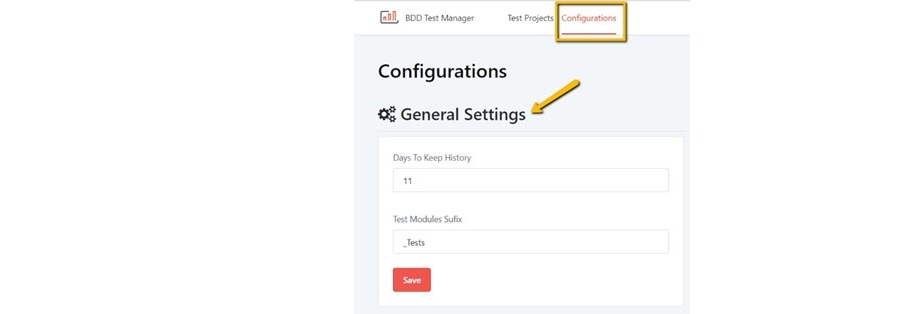 BDD Test Manager Test Projects Configurations
Configurations
General Settings
Days To Keep History
11
Test Modules Sufix
_Tests
Save